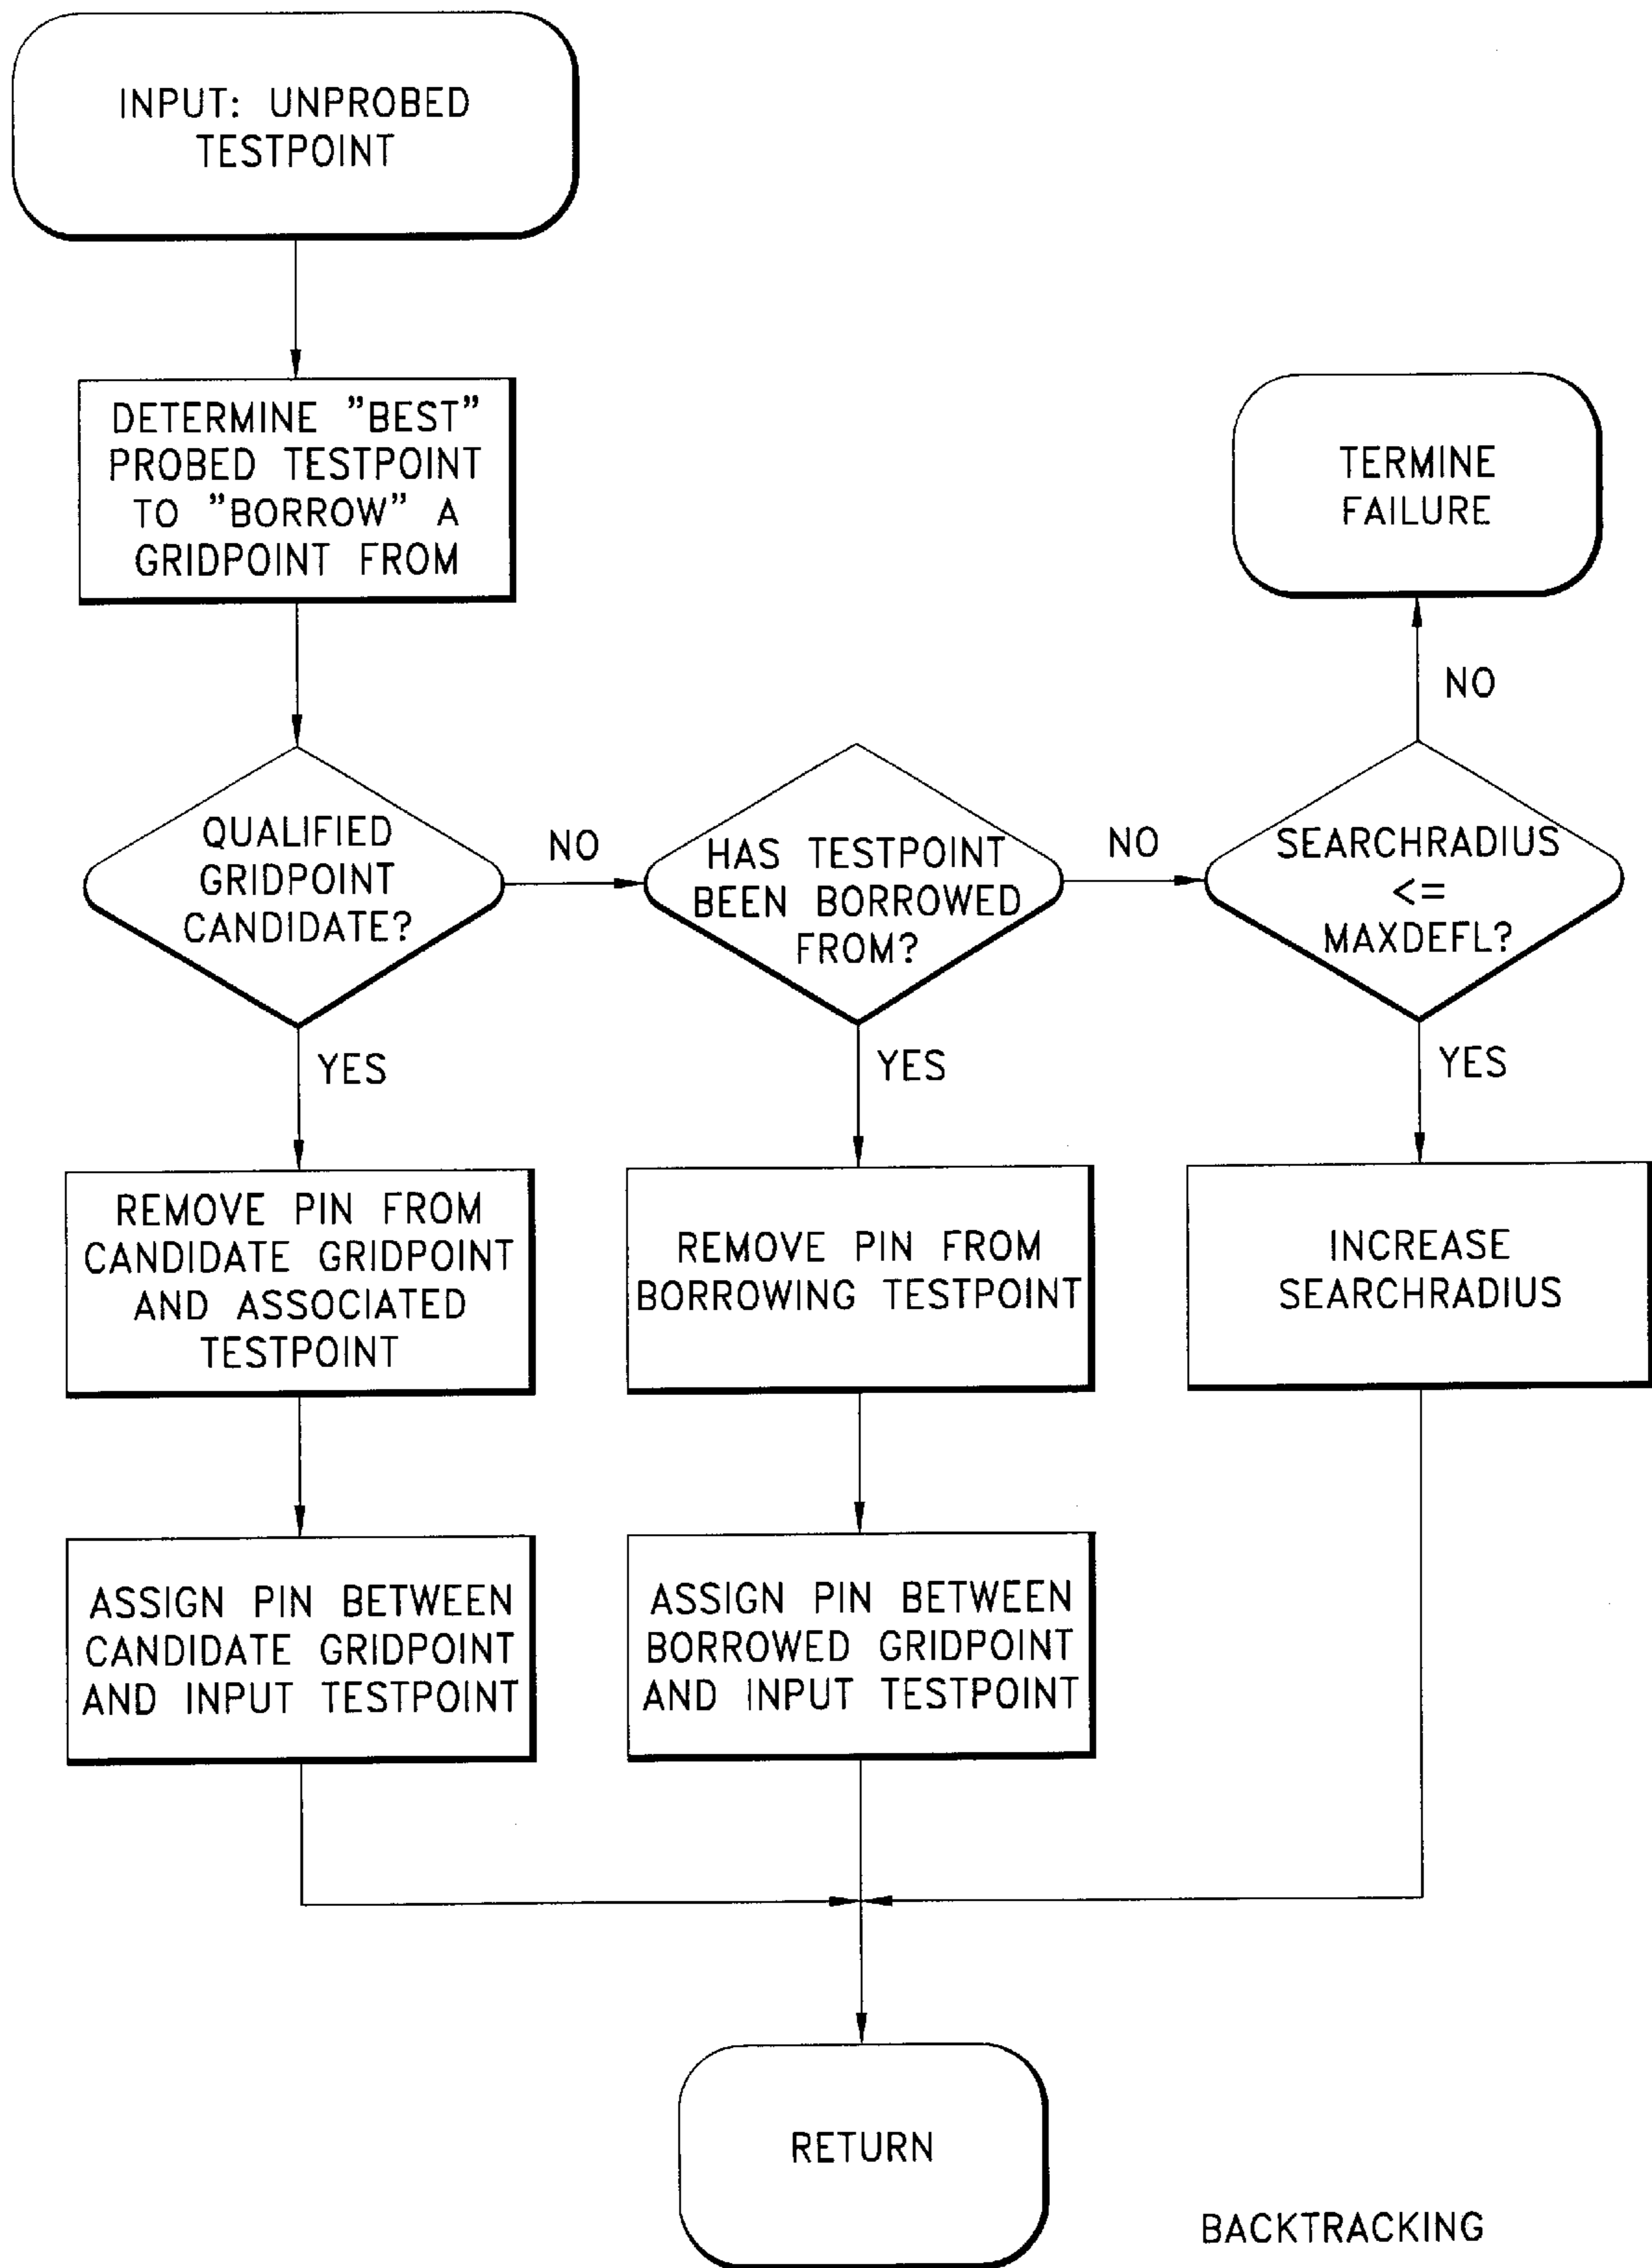 INPUT: UNPROBED
TESTPOINT
DETERMINE ”BEST”
PROBED TESTPOINT
TO ”BORROW” A
GRIDPOINT FROM
TERMINE
FAILURE
NO
QUALIFIED
GRIDPOINT
CANDIDATE?
NO
HAS TESTPOINT
BEEN BORROWED
FROM?
NO
SEARCHRADIUS
<=
MAXDEFL?
YES
YES
YES
REMOVE PIN FROM
CANDIDATE GRIDPOINT
AND ASSOCIATED
TESTPOINT
REMOVE PIN FROM
BORROWING TESTPOINT
INCREASE
SEARCHRADIUS
ASSIGN PIN BETWEEN
CANDIDATE GRIDPOINT
AND INPUT TESTPOINT
ASSIGN PIN BETWEEN
BORROWED GRIDPOINT
AND INPUT TESTPOINT
RETURN
BACKTRACKING